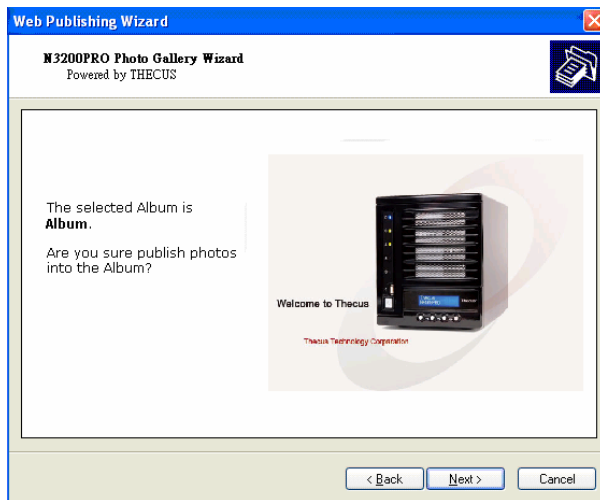 Web Publishing Wizard
N3200PRO Photo Gallery Wizard
Powered by THECUS
The selected Album is
Album.
Are you sure publish photos
into the Album?
Welcome to Thecus
Thecus Technology Corporation
< Back
Next >
Cancel